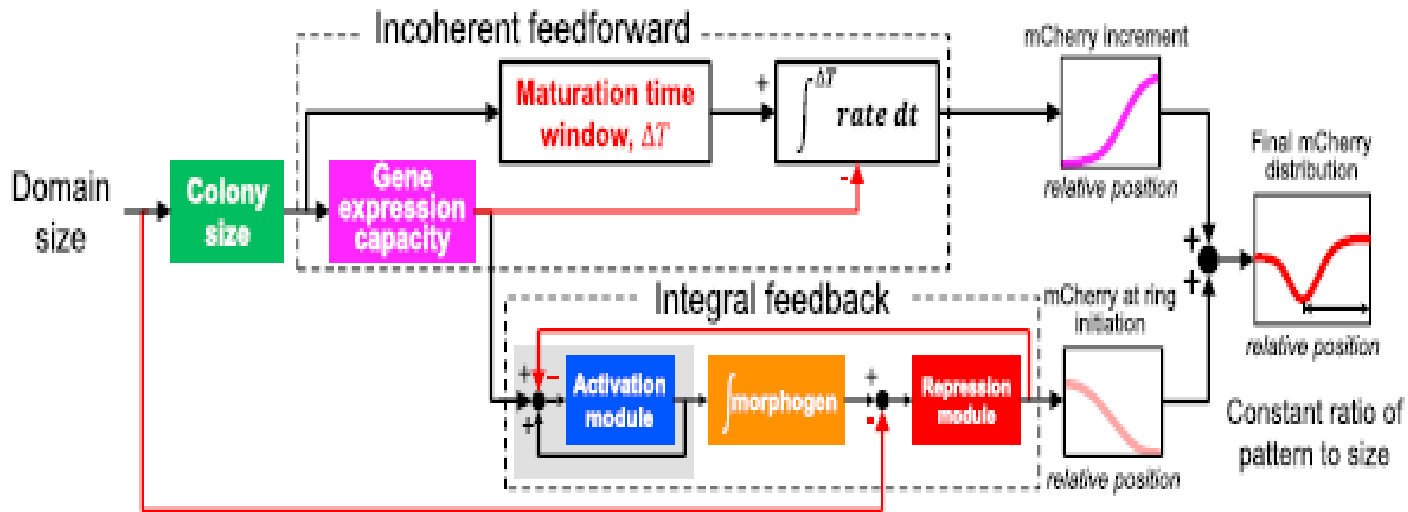 Incoherent feedforward
mCherry increment
Maturation time
window, ΔT
+
∫^ΔT rate dt
-
relative position
Domain
size
Colony
size
Gene
expression
capacity
Final mCherry
distribution
+
+
relative position
Integral feedback
mCherry at ring
initiation
+
-
+
Activation
module
∫morphogen
+
-
Repression
module
relative position
Constant ratio of
pattern to size